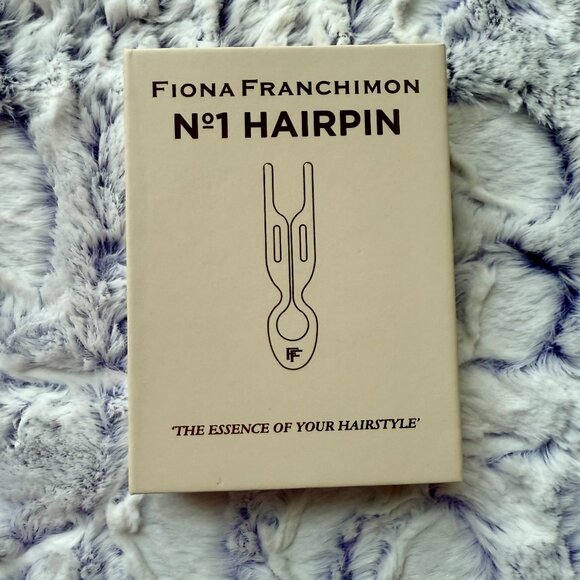 FIONA FRANCHIMON
Nº1 HAIRPIN
FF
'THE ESSENCE OF YOUR HAIRSTYLE'